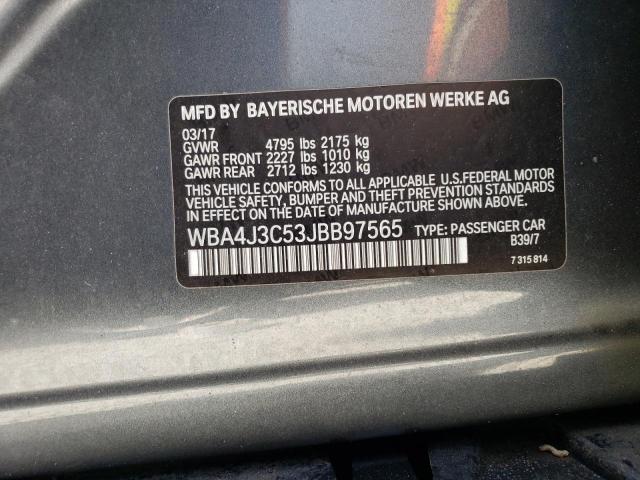 MFD BY BAYERISCHE MOTOREN WERKE AG
03/17
GVWR 4795 lbs 2175 kg
GAWR FRONT 2227 lbs 1010 kg
GAWR REAR 2712 lbs 1230 kg
THIS VEHICLE CONFORMS TO ALL APPLICABLE U.S.FEDERAL MOTOR
VEHICLE SAFETY, BUMPER AND THEFT PREVENTION STANDARDS IN
EFFECT ON THE DATE OF MANUFACTURE SHOWN ABOVE.
WBA4J3C53JBB97565 TYPE: PASSENGER CAR
B39/7
7 315 814